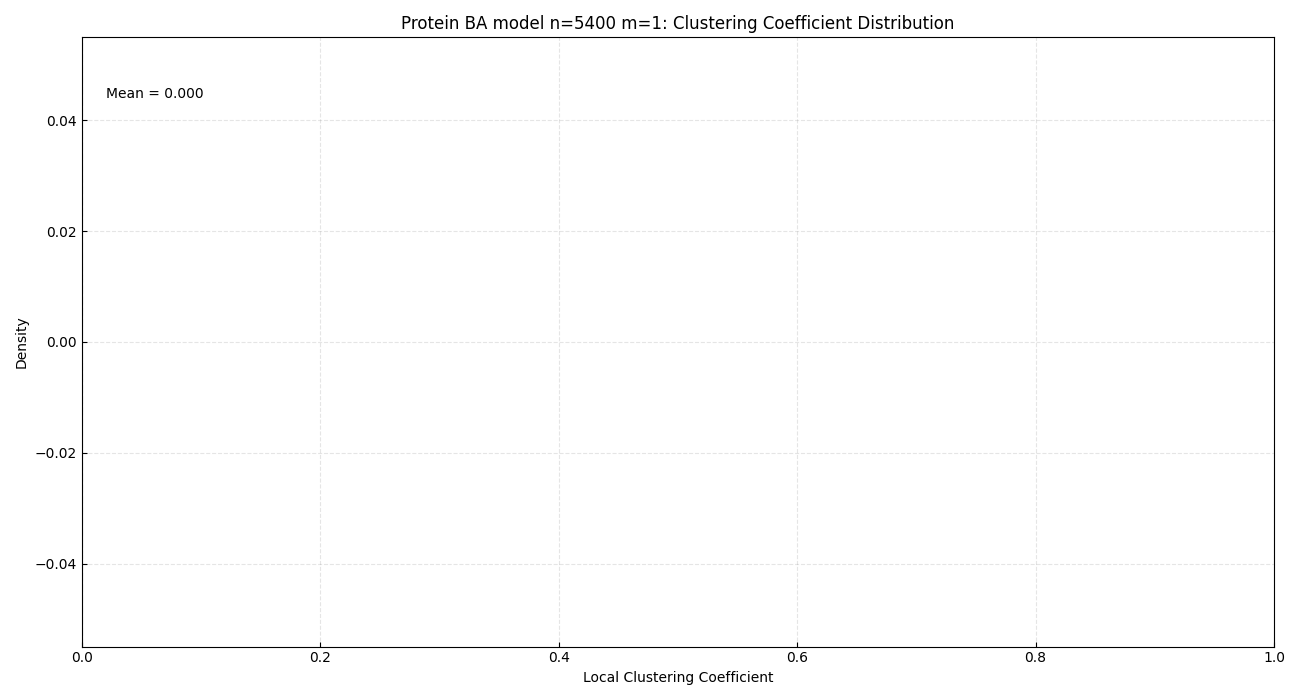 Protein BA model n=5400 m=1: Clustering Coefficient Distribution
Mean = 0.000
0.04
0.02
0.00
−0.02
−0.04
Density
0.0 0.2 0.4 0.6 0.8 1.0
Local Clustering Coefficient